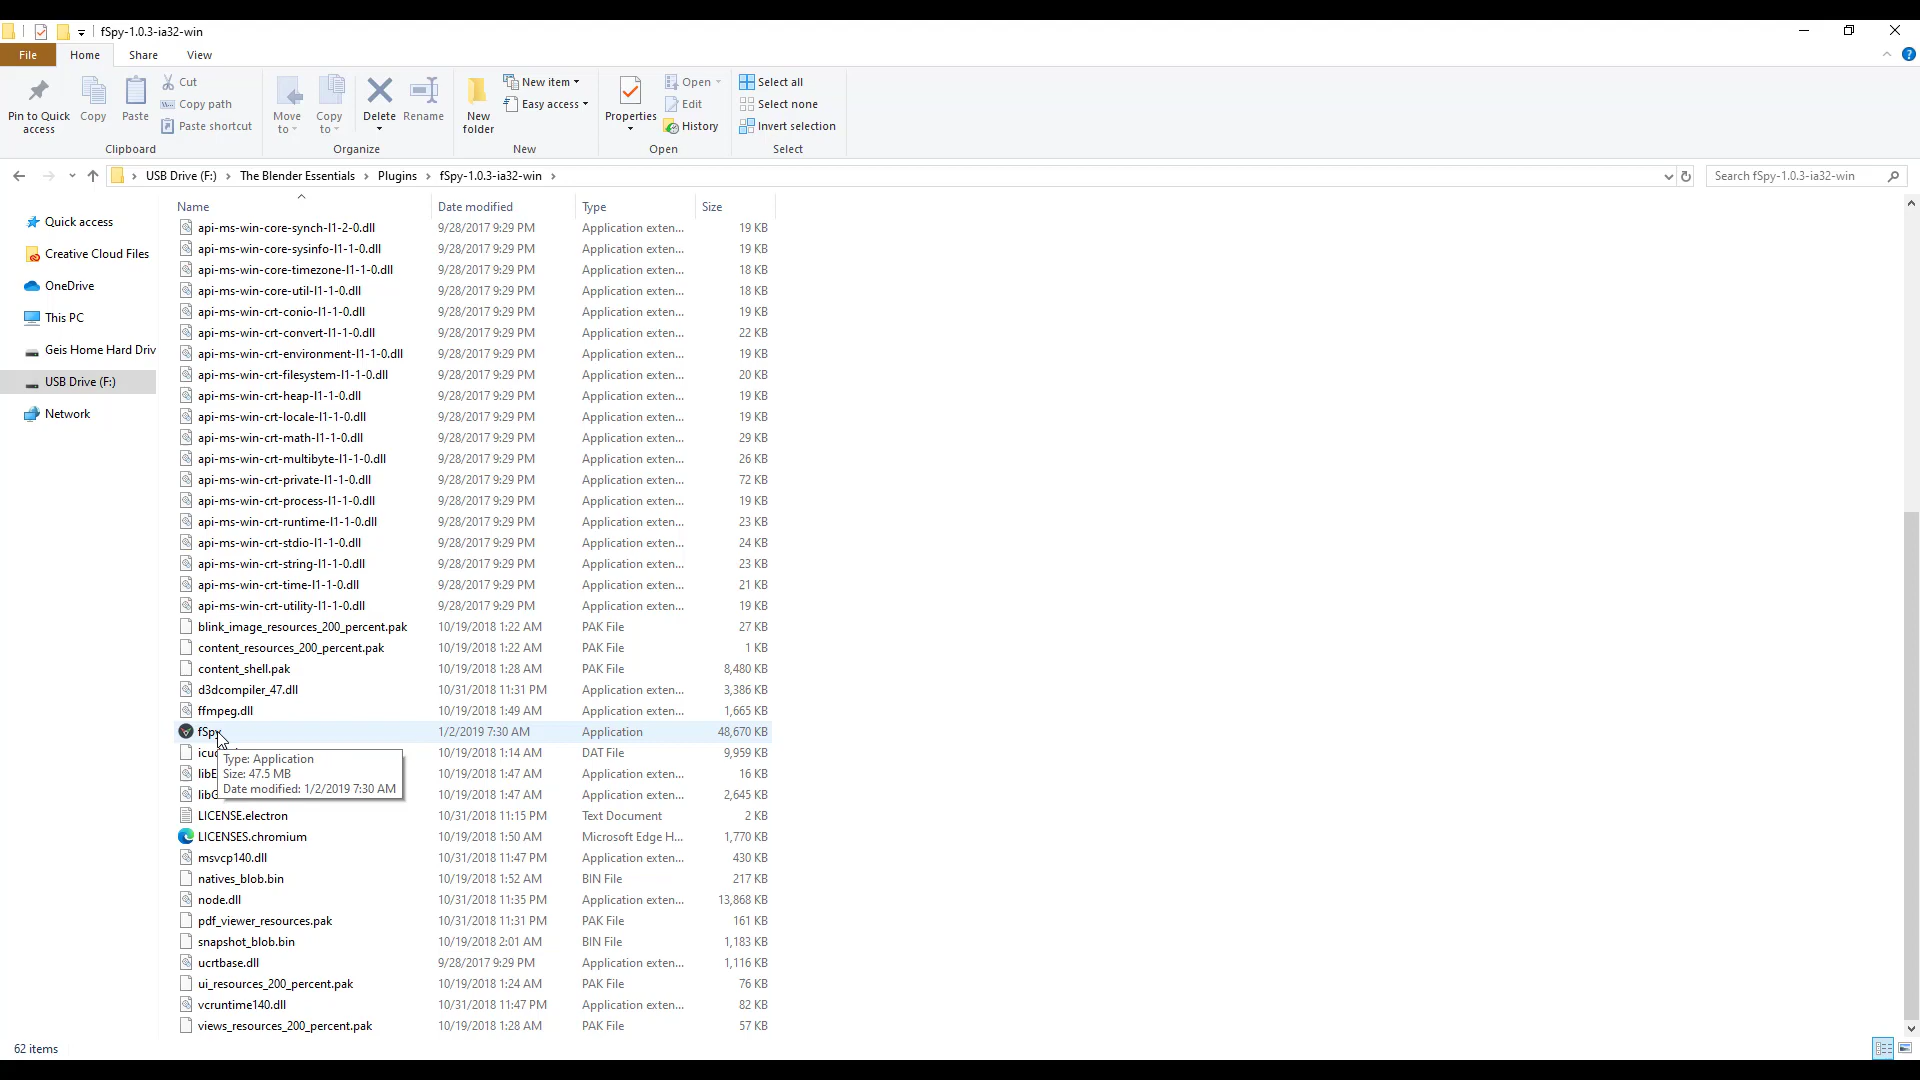 fSpy-1.0.3-ia32-win
File Home Share View
Pin to Quick access
Copy
Paste
Cut
Copy path
Paste shortcut
Clipboard
Move to
Copy to
Delete
Rename
Organize
New folder
New item
Easy access
New
Properties
Open
Edit
History
Open
Select all
Select none
Invert selection
Select
USB Drive (F:) > The Blender Essentials > Plugins > fSpy-1.0.3-ia32-win >
Search fSpy-1.0.3-ia32-win
Quick access
Creative Cloud Files
OneDrive
This PC
Geis Home Hard Driv
USB Drive (F:)
Network
Name Date modified Type Size
api-ms-win-core-synch-l1-2-0.dll 9/28/2017 9:29 PM Application exten... 19 KB
api-ms-win-core-sysinfo-l1-1-0.dll 9/28/2017 9:29 PM Application exten... 19 KB
api-ms-win-core-timezone-l1-1-0.dll 9/28/2017 9:29 PM Application exten... 18 KB
api-ms-win-core-util-l1-1-0.dll 9/28/2017 9:29 PM Application exten... 18 KB
api-ms-win-crt-conio-l1-1-0.dll 9/28/2017 9:29 PM Application exten... 19 KB
api-ms-win-crt-convert-l1-1-0.dll 9/28/2017 9:29 PM Application exten... 22 KB
api-ms-win-crt-environment-l1-1-0.dll 9/28/2017 9:29 PM Application exten... 19 KB
api-ms-win-crt-filesystem-l1-1-0.dll 9/28/2017 9:29 PM Application exten... 20 KB
api-ms-win-crt-heap-l1-1-0.dll 9/28/2017 9:29 PM Application exten... 19 KB
api-ms-win-crt-locale-l1-1-0.dll 9/28/2017 9:29 PM Application exten... 19 KB
api-ms-win-crt-math-l1-1-0.dll 9/28/2017 9:29 PM Application exten... 29 KB
api-ms-win-crt-multibyte-l1-1-0.dll 9/28/2017 9:29 PM Application exten... 26 KB
api-ms-win-crt-private-l1-1-0.dll 9/28/2017 9:29 PM Application exten... 72 KB
api-ms-win-crt-process-l1-1-0.dll 9/28/2017 9:29 PM Application exten... 19 KB
api-ms-win-crt-runtime-l1-1-0.dll 9/28/2017 9:29 PM Application exten... 23 KB
api-ms-win-crt-stdio-l1-1-0.dll 9/28/2017 9:29 PM Application exten... 24 KB
api-ms-win-crt-string-l1-1-0.dll 9/28/2017 9:29 PM Application exten... 23 KB
api-ms-win-crt-time-l1-1-0.dll 9/28/2017 9:29 PM Application exten... 21 KB
api-ms-win-crt-utility-l1-1-0.dll 9/28/2017 9:29 PM Application exten... 19 KB
blink_image_resources_200_percent.pak 10/19/2018 1:22 AM PAK File 27 KB
content_resources_200_percent.pak 10/19/2018 1:22 AM PAK File 1 KB
content_shell.pak 10/19/2018 1:28 AM PAK File 8,480 KB
d3dcompiler_47.dll 10/31/2018 11:31 PM Application exten... 3,386 KB
ffmpeg.dll 10/19/2018 1:49 AM Application exten... 1,665 KB
fSpy 1/2/2019 7:30 AM Application 48,670 KB
10/19/2018 1:14 AM DAT File 9,959 KB
10/19/2018 1:47 AM Application exten... 16 KB
10/19/2018 1:47 AM Application exten... 2,645 KB
Type: Application
Size: 47.5 MB
Date modified: 1/2/2019 7:30 AM
LICENSE.electron 10/31/2018 11:15 PM Text Document 2 KB
LICENSES.chromium 10/19/2018 1:50 AM Microsoft Edge H... 1,770 KB
msvcp140.dll 10/31/2018 11:47 PM Application exten... 430 KB
natives_blob.bin 10/19/2018 1:52 AM BIN File 217 KB
node.dll 10/31/2018 11:35 PM Application exten... 13,868 KB
pdf_viewer_resources.pak 10/31/2018 11:31 PM PAK File 161 KB
snapshot_blob.bin 10/19/2018 2:01 AM BIN File 1,183 KB
ucrtbase.dll 9/28/2017 9:29 PM Application exten... 1,116 KB
ui_resources_200_percent.pak 10/19/2018 1:24 AM PAK File 76 KB
vcruntime140.dll 10/31/2018 11:47 PM Application exten... 82 KB
views_resources_200_percent.pak 10/19/2018 1:28 AM PAK File 57 KB
62 items